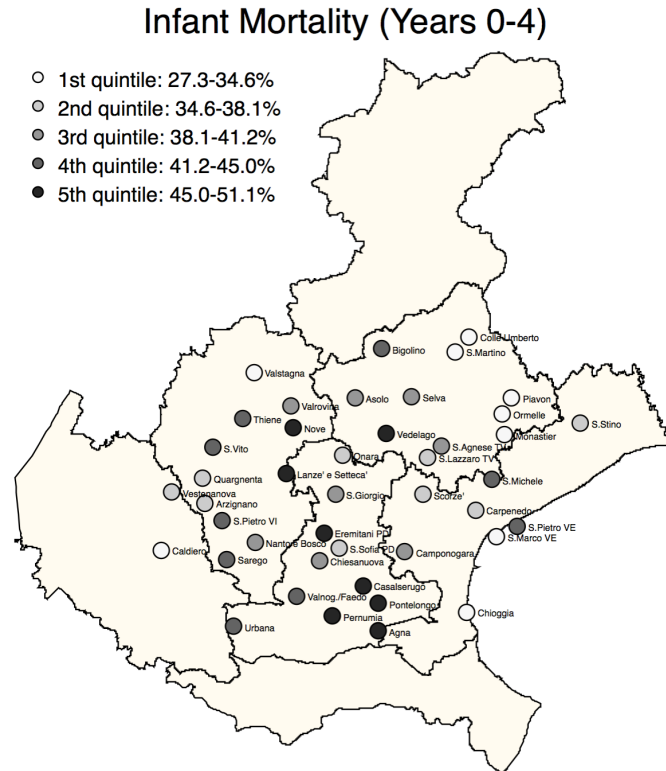 Infant Mortality (Years 0-4)
1st quintile: 27.3-34.6%
2nd quintile: 34.6-38.1%
3rd quintile: 38.1-41.2%
4th quintile: 41.2-45.0%
5th quintile: 45.0-51.1%
Colle Umberto
Bigolino
S.Martino
Valstagna
Asolo
Selva
Piavon
Valrovina
Ormelle
Thiene
S.Stino
Nove
Vedelago
Monastier
S.Vito
S.Agnese TV
Onara
S.Lazzaro TV
Lanze' e Setteca'
Quargnenta
S.Michele
Vestenanova
S.Giorgio
Scorze'
Arzignano
Carpenedo
S.Pietro VI
S.Pietro VE
Eremitani PD
S.Marco VE
Nanto e Bosco
S.Sofia PD
Caldiero
Camponogara
Sarego
Chiesanuova
Casalserugo
Valnog./Faedo
Pontelongo
Chioggia
Pernumia
Urbana
Agna